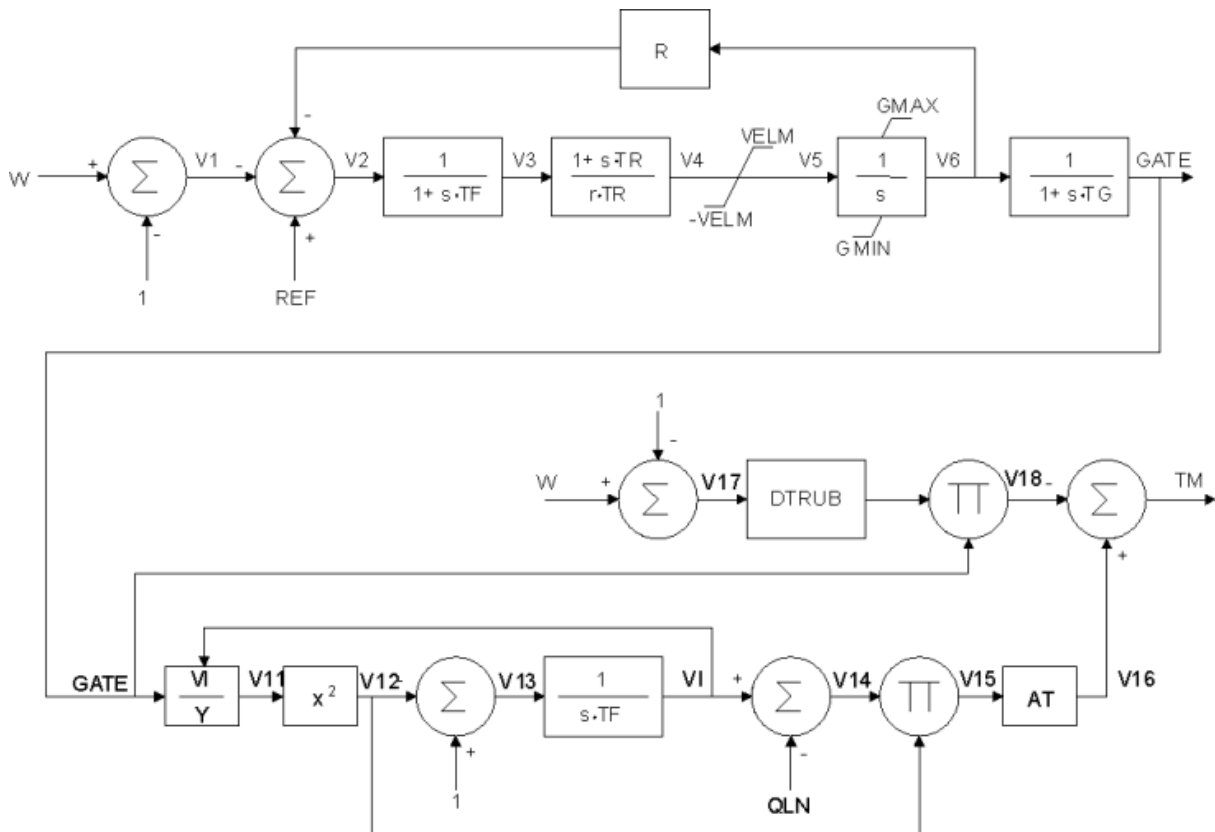 R
GMAX
VELM
W + Σ V1 - Σ V2 1 / 1+ s·TF V3 1+ s·TR / r·TR V4 V5 1 / s V6 1 / 1+ s·TG GATE
-
-VELM
GMIN
-
+
1
REF
1
-
W + Σ V17 DTRUB ∏ V18 - Σ TM
+
GATE VI / Y V11 x² V12 - Σ V13 1 / s·TF VI + Σ V14 ∏ V15 AT V16
+
-
1
QLN